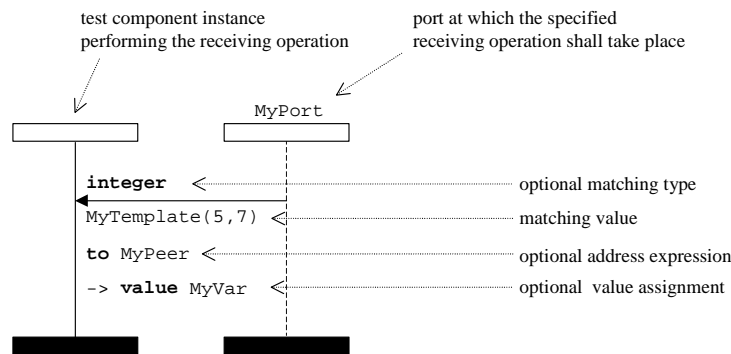 test component instance
performing the receiving operation
port at which the specified
receiving operation shall take place
MyPort
integer
optional matching type
MyTemplate(5,7)
matching value
to MyPeer
optional address expression
-> value MyVar
optional value assignment